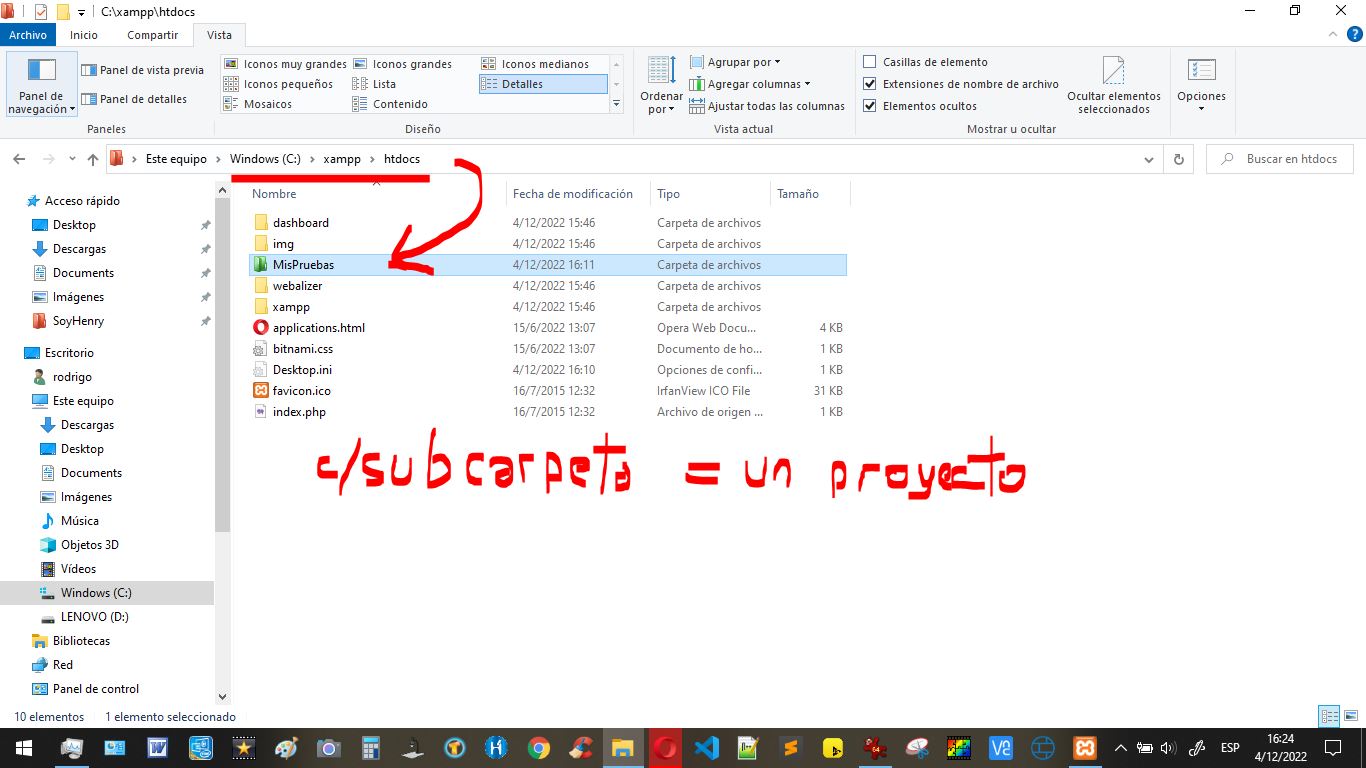 C:\xampp\htdocs
Archivo Inicio Compartir Vista
Panel de navegación
Panel de vista previa
Panel de detalles
Paneles
Iconos muy grandes Iconos grandes Iconos medianos
Iconos pequeños Lista Detalles
Mosaicos Contenido
Diseño
Ordenar por
Agrupar por
Agregar columnas
Ajustar todas las columnas
Vista actual
Casillas de elemento
Extensiones de nombre de archivo
Elementos ocultos
Ocultar elementos seleccionados
Mostrar u ocultar
Opciones
Este equipo Windows (C:) xampp htdocs
Buscar en htdocs
Acceso rápido
Desktop
Descargas
Documents
Imágenes
SoyHenry
Escritorio
rodrigo
Este equipo
Descargas
Desktop
Documents
Imágenes
Música
Objetos 3D
Vídeos
Windows (C:)
LENOVO (D:)
Bibliotecas
Red
Panel de control
Nombre Fecha de modificación Tipo Tamaño
dashboard 4/12/2022 15:46 Carpeta de archivos
img 4/12/2022 15:46 Carpeta de archivos
MisPruebas 4/12/2022 16:11 Carpeta de archivos
webalizer 4/12/2022 15:46 Carpeta de archivos
xampp 4/12/2022 15:46 Carpeta de archivos
applications.html 15/6/2022 13:07 Opera Web Docu... 4 KB
bitnami.css 15/6/2022 13:07 Documento de ho... 1 KB
Desktop.ini 4/12/2022 16:10 Opciones de confi... 1 KB
favicon.ico 16/7/2015 12:32 IrfanView ICO File 31 KB
index.php 16/7/2015 12:32 Archivo de origen ... 1 KB
c/subcarpeta = un proyecto
10 elementos 1 elemento seleccionado
ESP
16:24
4/12/2022